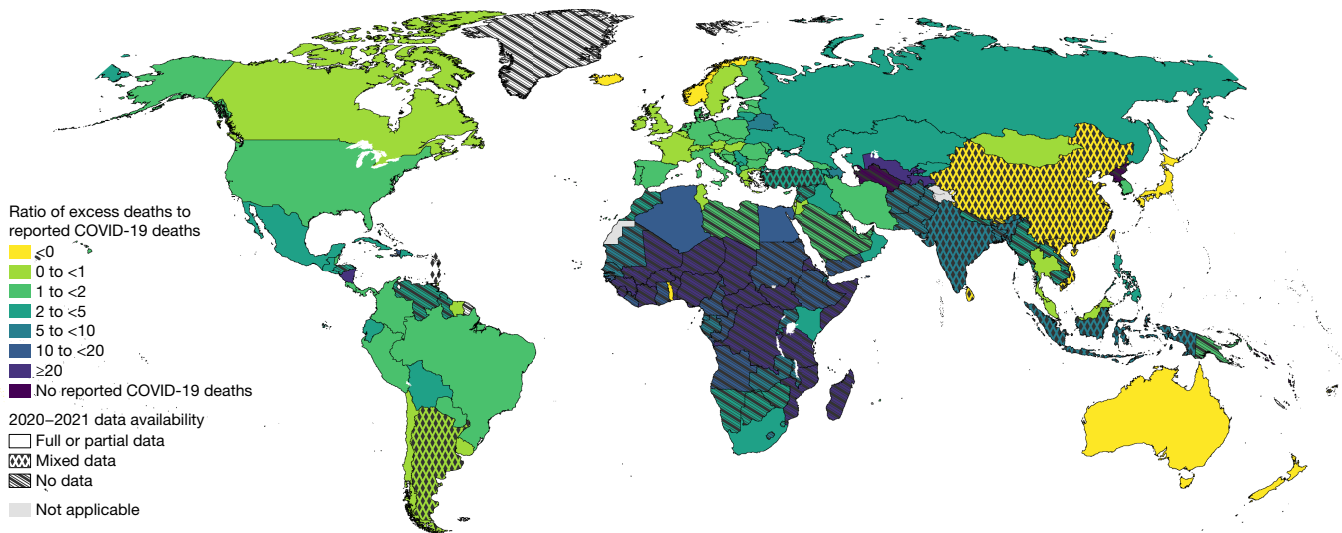 Ratio of excess deaths to
reported COVID-19 deaths
<0
0 to <1
1 to <2
2 to <5
5 to <10
10 to <20
≥20
No reported COVID-19 deaths
2020–2021 data availability
Full or partial data
Mixed data
No data
Not applicable